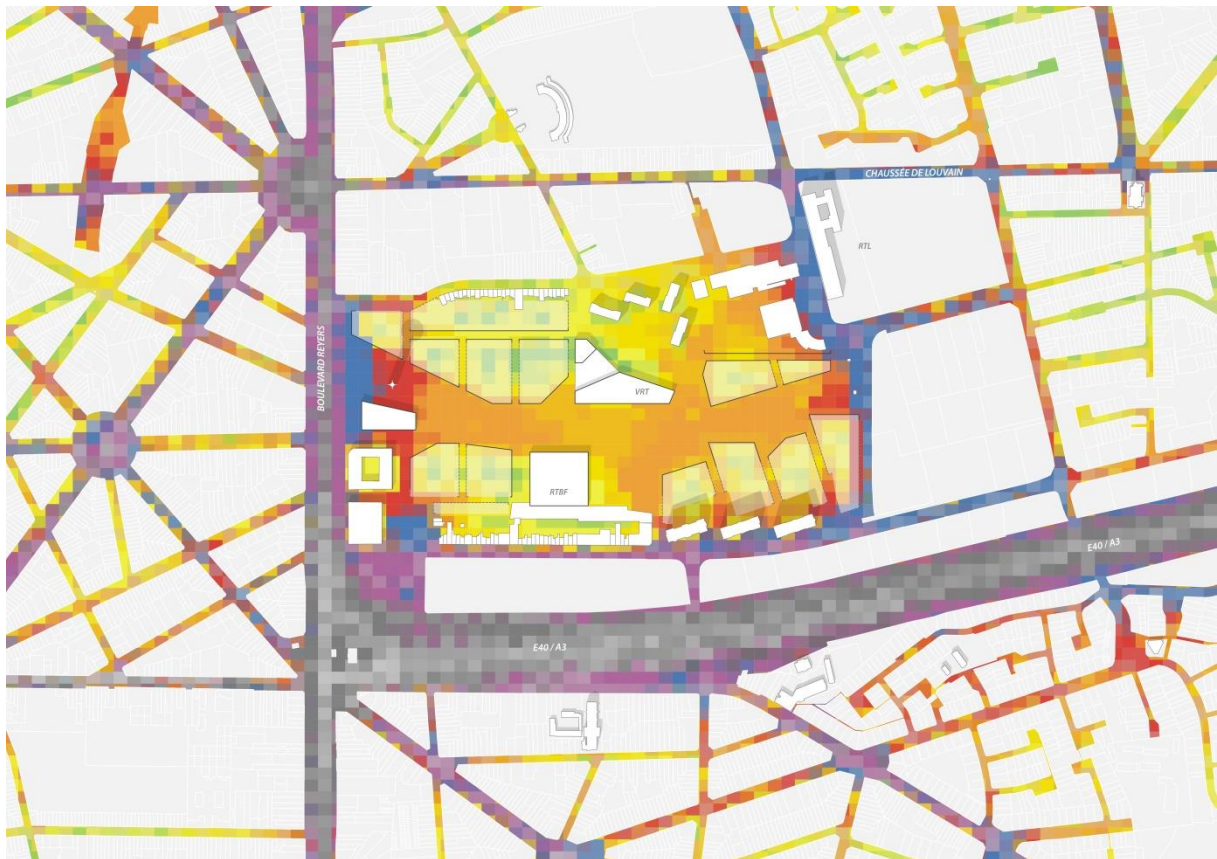 CHAUSSÉE DE LOUVAIN
RTL
BOULEVARD REYERS
VRT
RTBF
E40 / A3
E40 / A3